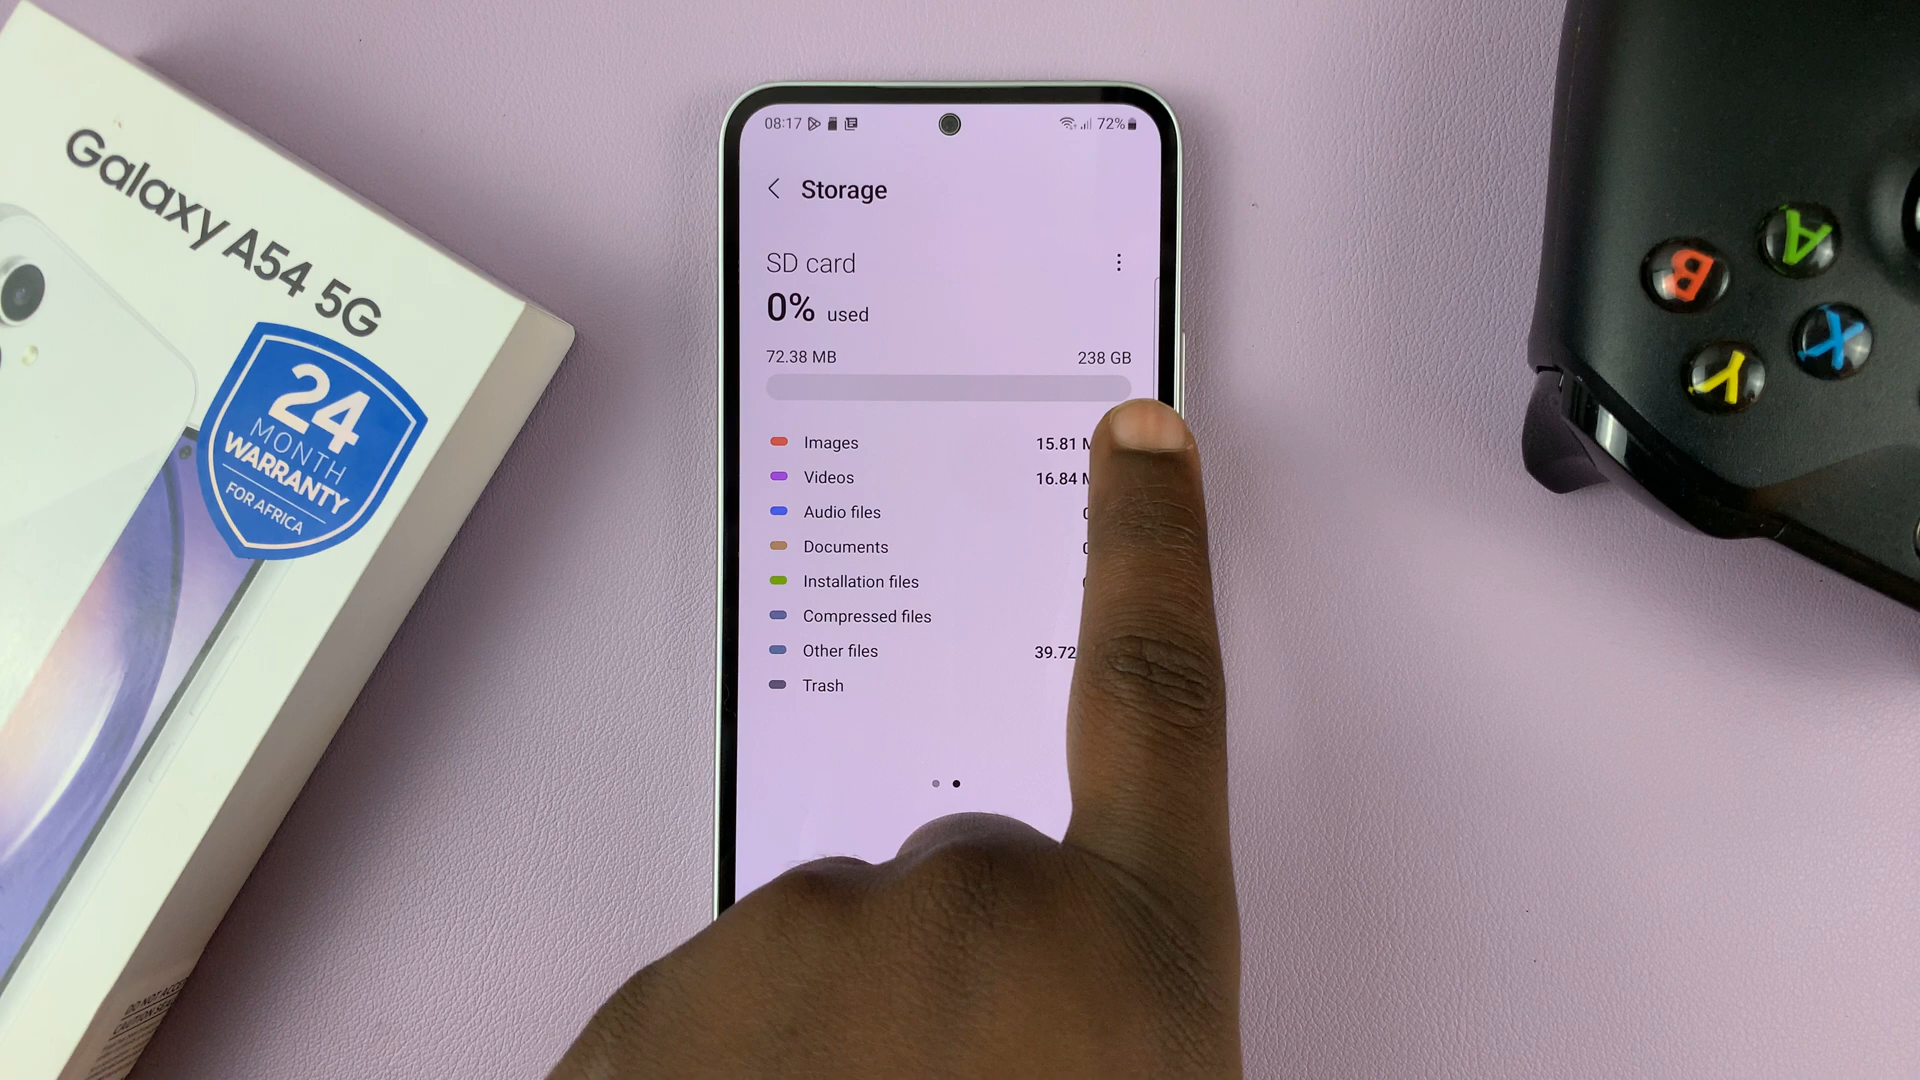 Galaxy A54 5G
24
MONTH
WARRANTY
FOR AFRICA
08:17
72%
Storage
SD card
0% used
72.38 MB
238 GB
Images
15.81
Videos
16.84
Audio files
Documents
Installation files
Compressed files
Other files
39.72
Trash
A
B
X
Y